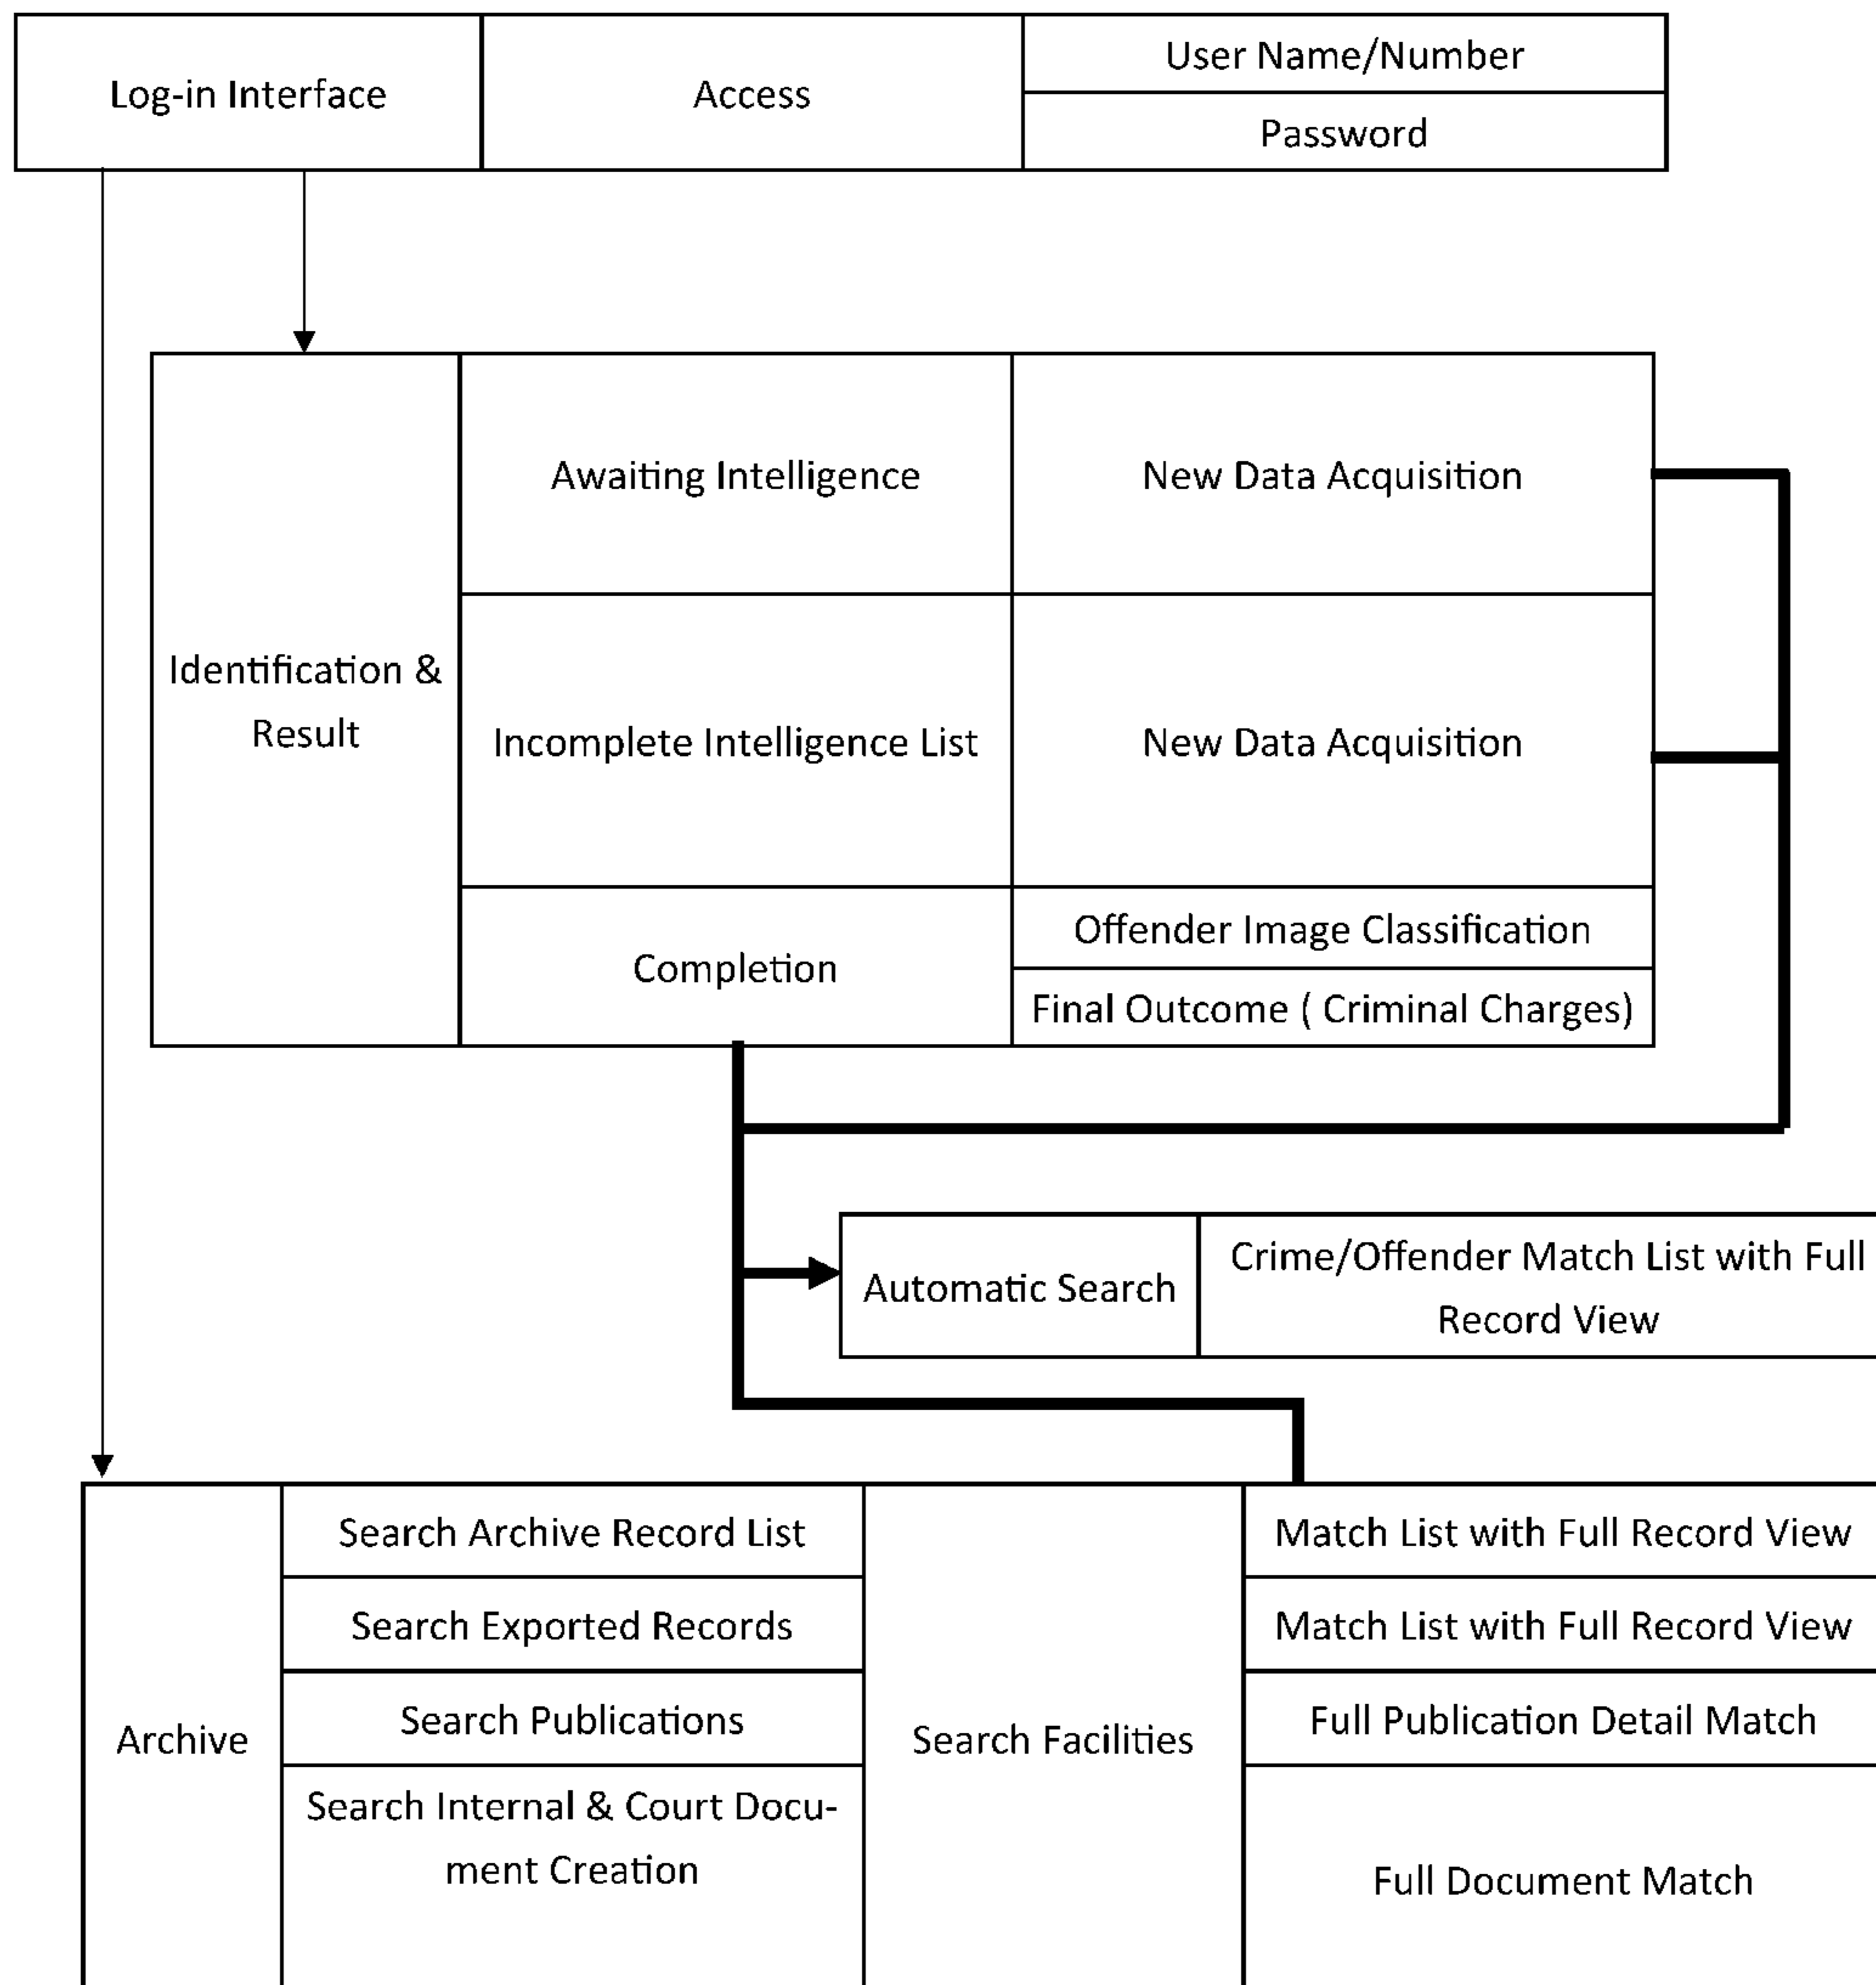 Log-in Interface
Access
User Name/Number
Password
Identification &
Result
Awaiting Intelligence
New Data Acquisition
Incomplete Intelligence List
New Data Acquisition
Completion
Offender Image Classification
Final Outcome ( Criminal Charges)
Automatic Search
Crime/Offender Match List with Full
Record View
Archive
Search Archive Record List
Search Exported Records
Search Publications
Search Internal & Court Docu-
ment Creation
Search Facilities
Match List with Full Record View
Match List with Full Record View
Full Publication Detail Match
Full Document Match